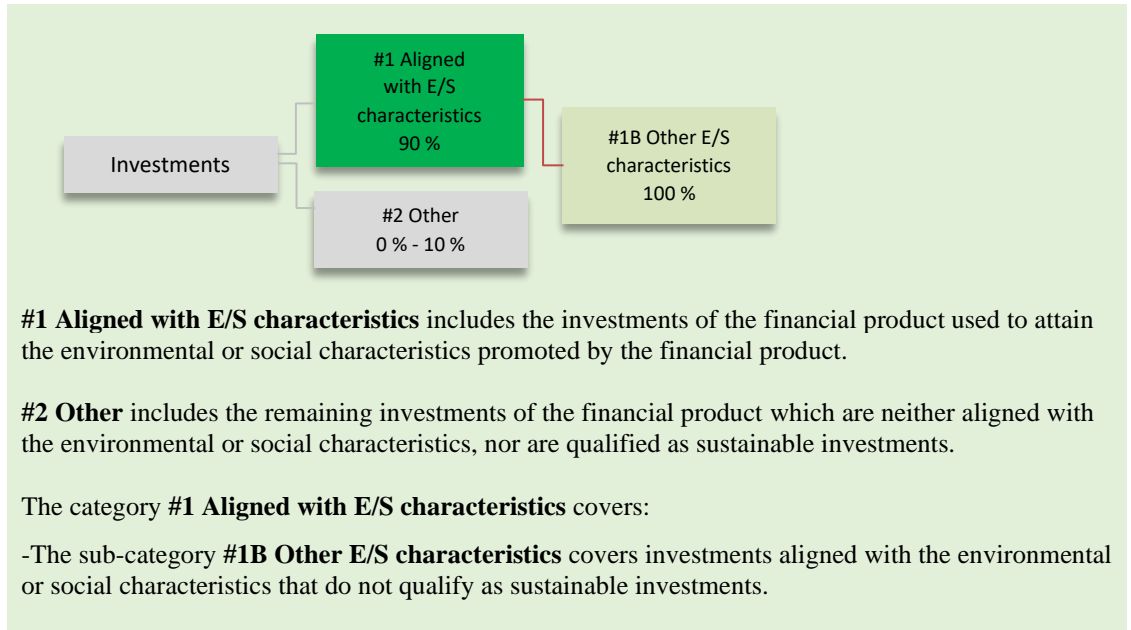 #1 Aligned
with E/S
characteristics
90 %
Investments
#1B Other E/S
characteristics
100 %
#2 Other
0 % - 10 %
#1 Aligned with E/S characteristics includes the investments of the financial product used to attain
the environmental or social characteristics promoted by the financial product.
#2 Other includes the remaining investments of the financial product which are neither aligned with
the environmental or social characteristics, nor are qualified as sustainable investments.
The category #1 Aligned with E/S characteristics covers:
-The sub-category #1B Other E/S characteristics covers investments aligned with the environmental
or social characteristics that do not qualify as sustainable investments.